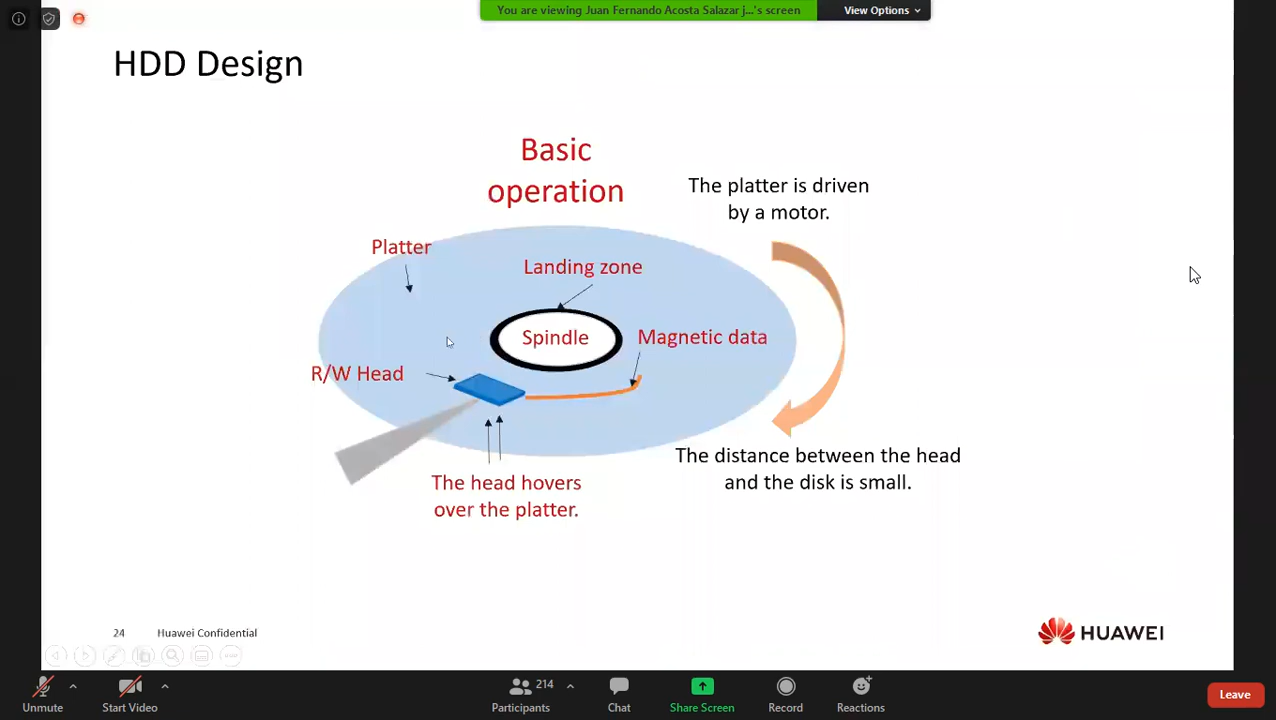 You are viewing Juan Fernando Acosta Salazar j...'s screen
View Options
HDD Design
Basic
operation
The platter is driven
by a motor.
Platter
Landing zone
Spindle
Magnetic data
R/W Head
The distance between the head
and the disk is small.
The head hovers
over the platter.
24
Huawei Confidential
HUAWEI
Unmute
Start Video
214
Participants
Chat
Share Screen
Record
Reactions
Leave